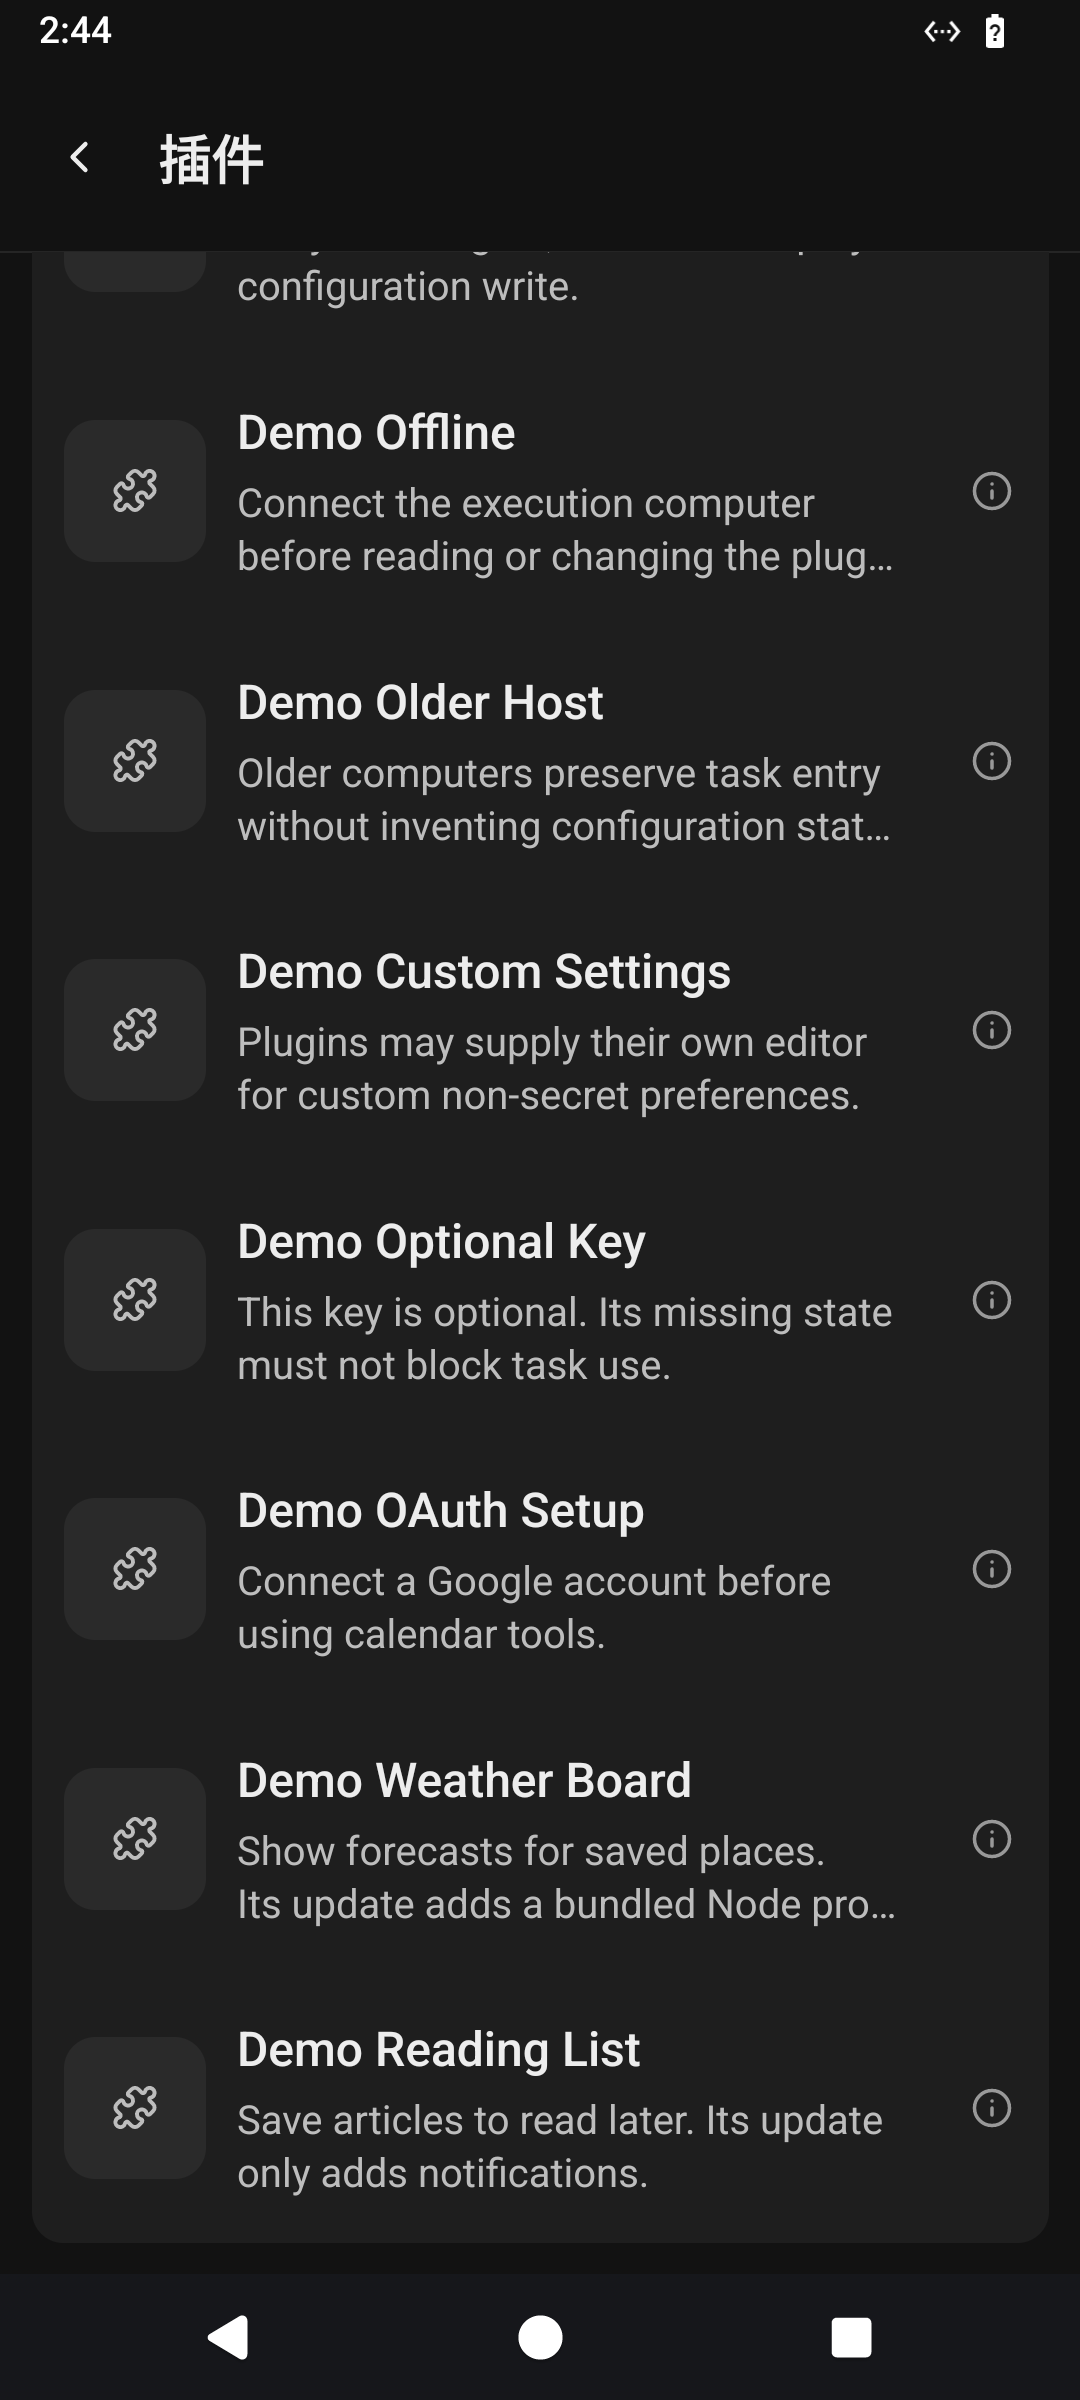 2:44
插件
configuration write.
Demo Offline
Connect the execution computer
before reading or changing the plug…
Demo Older Host
Older computers preserve task entry
without inventing configuration stat…
Demo Custom Settings
Plugins may supply their own editor
for custom non-secret preferences.
Demo Optional Key
This key is optional. Its missing state
must not block task use.
Demo OAuth Setup
Connect a Google account before
using calendar tools.
Demo Weather Board
Show forecasts for saved places.
Its update adds a bundled Node pro…
Demo Reading List
Save articles to read later. Its update
only adds notifications.